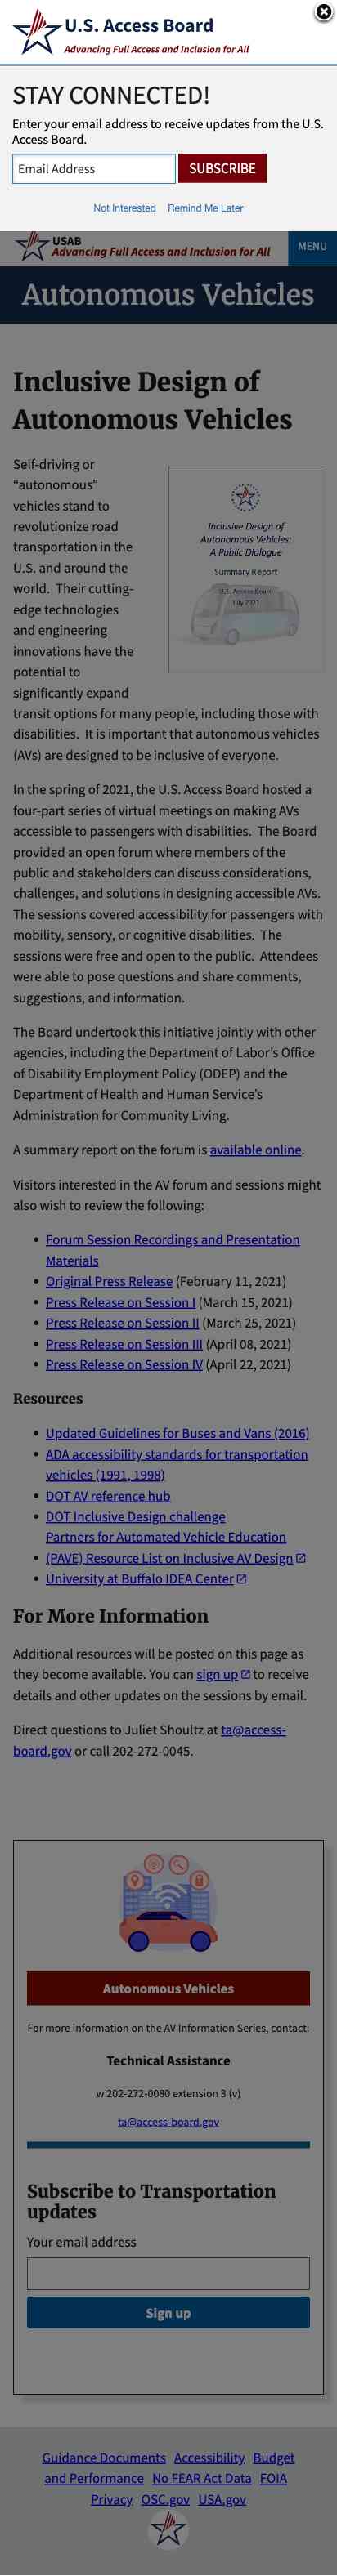 U.S. Access Board
Advancing Full Access and Inclusion for All
STAY CONNECTED!
Enter your email address to receive updates from the U.S.
Access Board.
Email Address
SUBSCRIBE
Not Interested Remind Me Later
USAB
Advancing Full Access and Inclusion for All
MENU
Autonomous Vehicles
Inclusive Design of
Autonomous Vehicles
Self-driving or
“autonomous”
vehicles stand to
revolutionize road
transportation in the
U.S. and around the
world.  Their cutting-
edge technologies
and engineering
innovations have the
potential to
significantly expand
Inclusive Design of
Autonomous Vehicles:
A Public Dialogue
Summary Report
U.S. Access Board
July 2021
transit options for many people, including those with
disabilities.  It is important that autonomous vehicles
(AVs) are designed to be inclusive of everyone.
In the spring of 2021, the U.S. Access Board hosted a
four-part series of virtual meetings on making AVs
accessible to passengers with disabilities.  The Board
provided an open forum where members of the
public and stakeholders can discuss considerations,
challenges, and solutions in designing accessible AVs.
The sessions covered accessibility for passengers with
mobility, sensory, or cognitive disabilities.  The
sessions were free and open to the public.  Attendees
were able to pose questions and share comments,
suggestions, and information.
The Board undertook this initiative jointly with other
agencies, including the Department of Labor’s Office
of Disability Employment Policy (ODEP) and the
Department of Health and Human Service’s
Administration for Community Living.
A summary report on the forum is available online.
Visitors interested in the AV forum and sessions might
also wish to review the following:
• Forum Session Recordings and Presentation
Materials
• Original Press Release (February 11, 2021)
• Press Release on Session I (March 15, 2021)
• Press Release on Session II (March 25, 2021)
• Press Release on Session III (April 08, 2021)
• Press Release on Session IV (April 22, 2021)
Resources
• Updated Guidelines for Buses and Vans (2016)
• ADA accessibility standards for transportation
vehicles (1991, 1998)
• DOT AV reference hub
• DOT Inclusive Design challenge
Partners for Automated Vehicle Education
• (PAVE) Resource List on Inclusive AV Design
• University at Buffalo IDEA Center
For More Information
Additional resources will be posted on this page as
they become available. You can sign up to receive
details and other updates on the sessions by email.
Direct questions to Juliet Shoultz at ta@access-
board.gov or call 202-272-0045.
Autonomous Vehicles
For more information on the AV Information Series, contact:
Technical Assistance
w 202-272-0080 extension 3 (v)
ta@access-board.gov
Subscribe to Transportation
updates
Your email address
Sign up
Guidance Documents Accessibility Budget
and Performance No FEAR Act Data FOIA
Privacy OSC.gov USA.gov